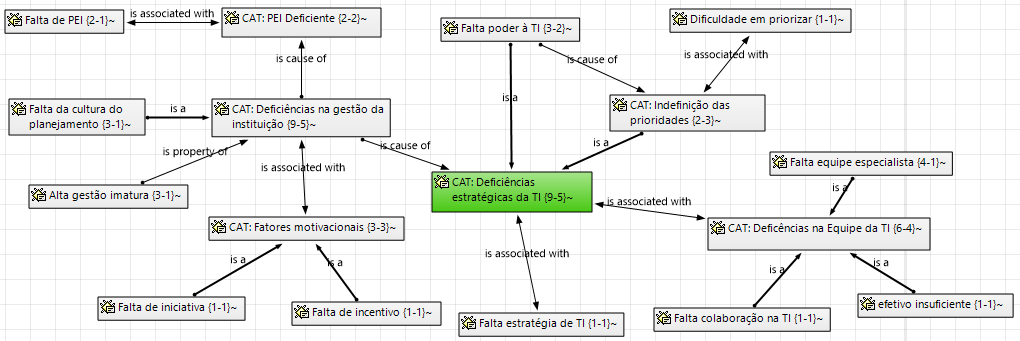 Falta de PEI {2-1}~
is associated with
CAT: PEI Deficiente {2-2}~
Falta poder à TI {3-2}~
Dificuldade em priorizar {1-1}~
is cause of
is cause of
is associated with
is a
Falta da cultura do
planejamento {3-1}~
is a
CAT: Deficiências na gestão da
instituição {9-5}~
CAT: Indefinição das
prioridades {2-3}~
is property of
is associated with
is cause of
is a
Alta gestão imatura {3-1}~
CAT: Deficiências
estratégicas da TI {9-5}~
Falta equipe especialista {4-1}~
is a
is associated with
CAT: Fatores motivacionais {3-3}~
CAT: Deficências na Equipe da TI {6-4}~
is a
is a
is associated with
is a
is a
Falta de iniciativa {1-1}~
Falta de incentivo {1-1}~
Falta estratégia de TI {1-1}~
Falta colaboração na TI {1-1}~
efetivo insuficiente {1-1}~